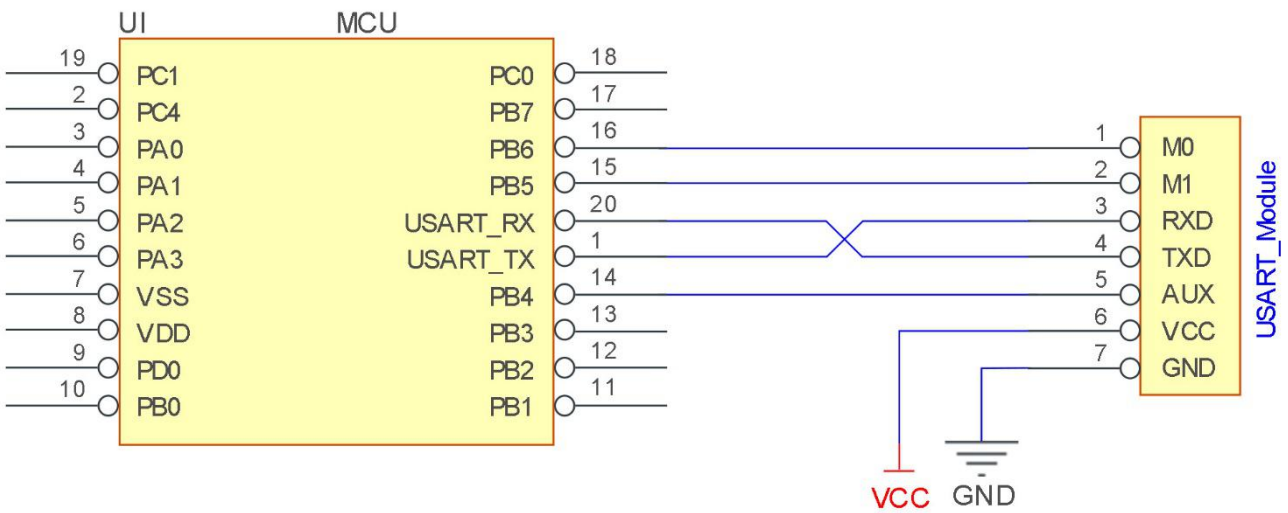 UI MCU
19 PC1 PC0 18
2 PC4 PB7 17
3 PA0 PB6 16
4 PA1 PB5 15
5 PA2 USART_RX 20
6 PA3 USART_TX 1
7 VSS PB4 14
8 VDD PB3 13
9 PD0 PB2 12
10 PB0 PB1 11
1 M0
2 M1
3 RXD
4 TXD
5 AUX
6 VCC
7 GND
USART_Module
VCC GND